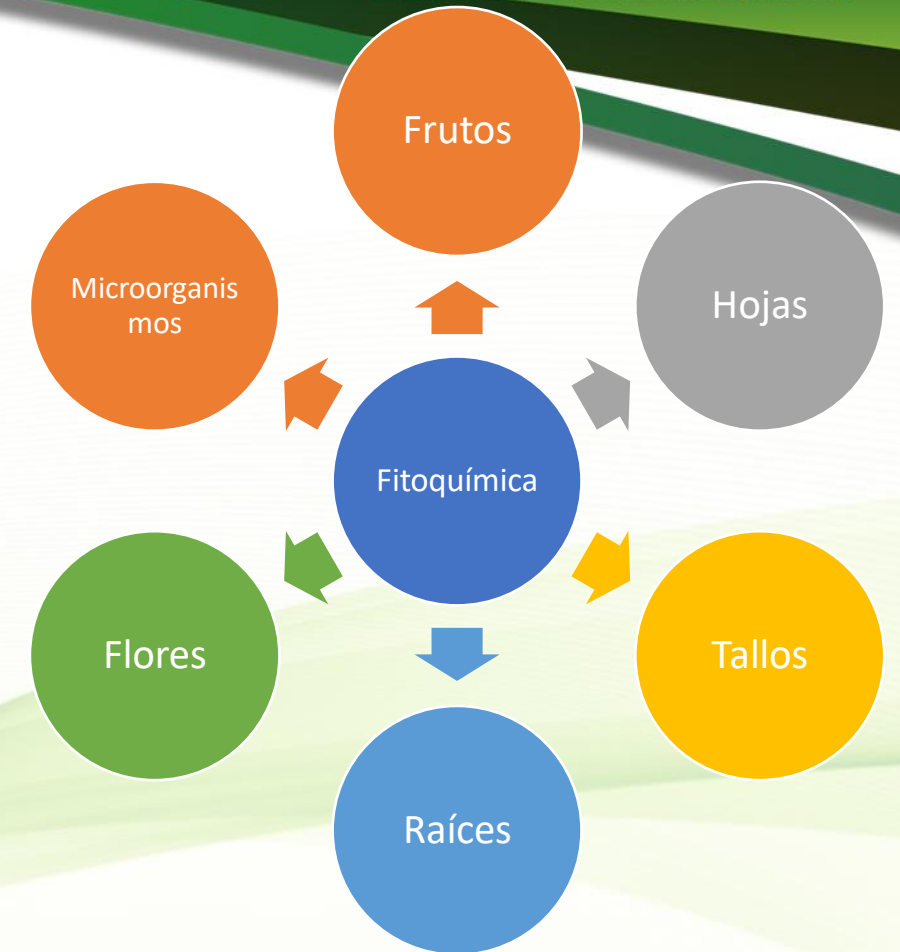 Frutos
Microorganis
mos
Hojas
Fitoquímica
Flores
Tallos
Raíces